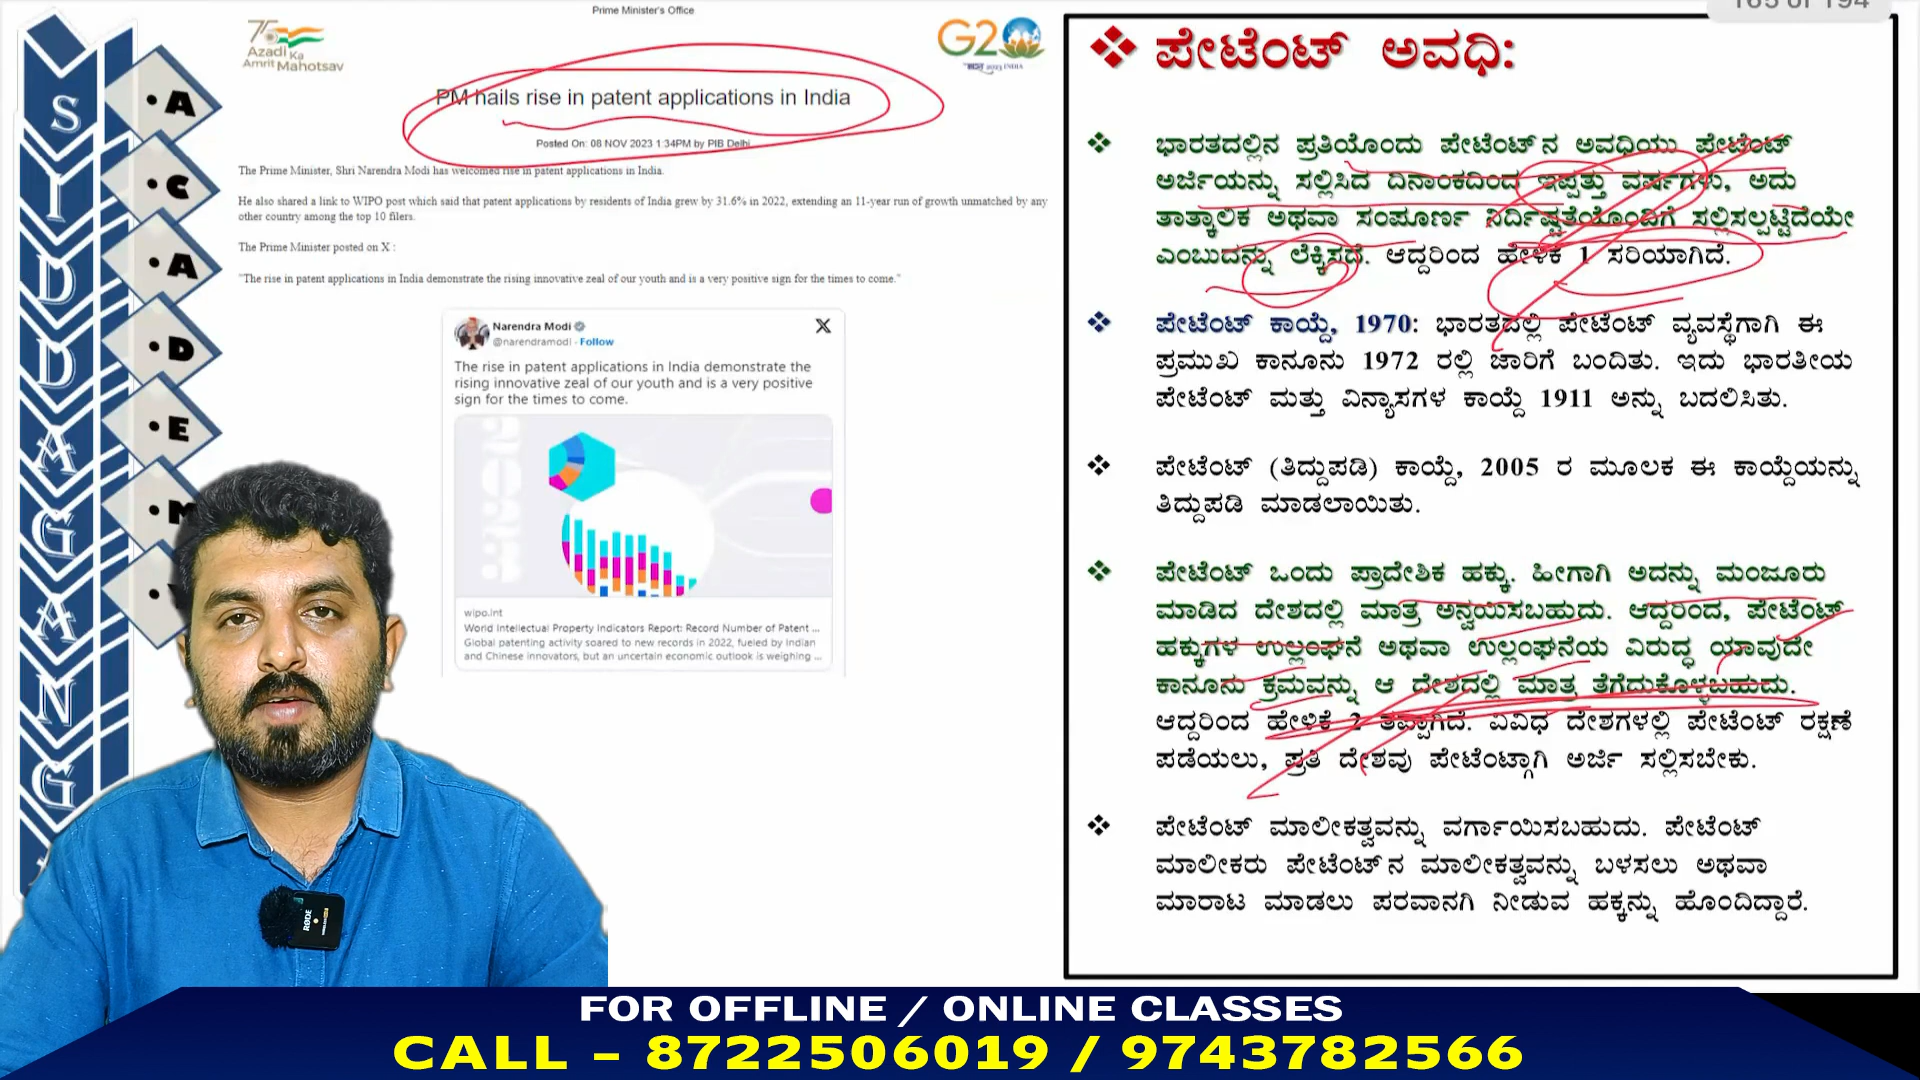 Prime Minister's Office
75
Azadi Ka
Amrit Mahotsav
G20
भारत 2023 INDIA
PM hails rise in patent applications in India
Posted On: 08 NOV 2023 1:34PM by PIB Delhi
The Prime Minister, Shri Narendra Modi has welcomed rise in patent applications in India.
He also shared a link to WIPO post which said that patent applications by residents of India grew by 31.6% in 2022, extending an 11-year run of growth unmatched by any
other country among the top 10 filers.
The Prime Minister posted on X :
"The rise in patent applications in India demonstrate the rising innovative zeal of our youth and is a very positive sign for the times to come."
Narendra Modi
@narendramodi · Follow
The rise in patent applications in India demonstrate the
rising innovative zeal of our youth and is a very positive
sign for the times to come.
wipo.int
World Intellectual Property Indicators Report: Record Number of Patent ...
Global patenting activity soared to new records in 2022, fueled by Indian
and Chinese innovators, but an uncertain economic outlook is weighing ...
SIDDAGANGA
• A
• C
• A
• D
• E
• M
RODE
165 of 194
❖ ಪೇಟೆಂಟ್ ಅವಧಿ:
❖ ಭಾರತದಲ್ಲಿನ ಪ್ರತಿಯೊಂದು ಪೇಟೆಂಟ್‌ನ ಅವಧಿಯು ಪೇಟೆಂಟ್
ಅರ್ಜಿಯನ್ನು ಸಲ್ಲಿಸಿದ ದಿನಾಂಕದಿಂದ ಇಪ್ಪತ್ತು ವರ್ಷಗಳು, ಅದು
ತಾತ್ಕಾಲಿಕ ಅಥವಾ ಸಂಪೂರ್ಣ ನಿರ್ದಿಷ್ಟತೆಯೊಂದಿಗೆ ಸಲ್ಲಿಸಲ್ಪಟ್ಟಿದೆಯೇ
ಎಂಬುದನ್ನು ಲೆಕ್ಕಿಸದೆ. ಆದ್ದರಿಂದ ಹೇಳಿಕೆ 1 ಸರಿಯಾಗಿದೆ.
❖ ಪೇಟೆಂಟ್ ಕಾಯ್ದೆ, 1970: ಭಾರತದಲ್ಲಿ ಪೇಟೆಂಟ್ ವ್ಯವಸ್ಥೆಗಾಗಿ ಈ
ಪ್ರಮುಖ ಕಾನೂನು 1972 ರಲ್ಲಿ ಜಾರಿಗೆ ಬಂದಿತು. ಇದು ಭಾರತೀಯ
ಪೇಟೆಂಟ್ ಮತ್ತು ವಿನ್ಯಾಸಗಳ ಕಾಯ್ದೆ 1911 ಅನ್ನು ಬದಲಿಸಿತು.
❖ ಪೇಟೆಂಟ್ (ತಿದ್ದುಪಡಿ) ಕಾಯ್ದೆ, 2005 ರ ಮೂಲಕ ಈ ಕಾಯ್ದೆಯನ್ನು
ತಿದ್ದುಪಡಿ ಮಾಡಲಾಯಿತು.
❖ ಪೇಟೆಂಟ್ ಒಂದು ಪ್ರಾದೇಶಿಕ ಹಕ್ಕು. ಹೀಗಾಗಿ ಅದನ್ನು ಮಂಜೂರು
ಮಾಡಿದ ದೇಶದಲ್ಲಿ ಮಾತ್ರ ಅನ್ವಯಿಸಬಹುದು. ಆದ್ದರಿಂದ, ಪೇಟೆಂಟ್
ಹಕ್ಕುಗಳ ಉಲ್ಲಂಘನೆ ಅಥವಾ ಉಲ್ಲಂಘನೆಯ ವಿರುದ್ಧ ಯಾವುದೇ
ಕಾನೂನು ಕ್ರಮವನ್ನು ಆ ದೇಶದಲ್ಲಿ ಮಾತ್ರ ತೆಗೆದುಕೊಳ್ಳಬಹುದು.
ಆದ್ದರಿಂದ ಹೇಳಿಕೆ 2 ತಪ್ಪಾಗಿದೆ. ವಿವಿಧ ದೇಶಗಳಲ್ಲಿ ಪೇಟೆಂಟ್ ರಕ್ಷಣೆ
ಪಡೆಯಲು, ಪ್ರತಿ ದೇಶವು ಪೇಟೆಂಟ್ಗಾಗಿ ಅರ್ಜಿ ಸಲ್ಲಿಸಬೇಕು.
❖ ಪೇಟೆಂಟ್ ಮಾಲೀಕತ್ವವನ್ನು ವರ್ಗಾಯಿಸಬಹುದು. ಪೇಟೆಂಟ್
ಮಾಲೀಕರು ಪೇಟೆಂಟ್‌ನ ಮಾಲೀಕತ್ವವನ್ನು ಬಳಸಲು ಅಥವಾ
ಮಾರಾಟ ಮಾಡಲು ಪರವಾನಗಿ ನೀಡುವ ಹಕ್ಕನ್ನು ಹೊಂದಿದ್ದಾರೆ.
FOR OFFLINE / ONLINE CLASSES
CALL – 8722506019 / 9743782566